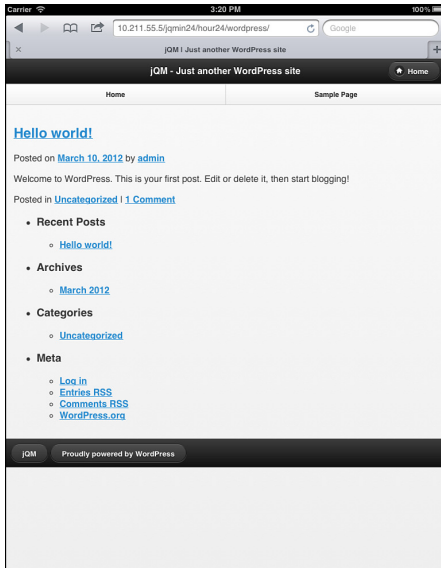 Carrier 3:20 PM 100%
10.211.55.5/jqmin24/hour24/wordpress/ Google
jQM | Just another WordPress site
jQM - Just another WordPress site Home
Home Sample Page
Hello world!
Posted on March 10, 2012 by admin
Welcome to WordPress. This is your first post. Edit or delete it, then start blogging!
Posted in Uncategorized | 1 Comment
• Recent Posts
◦ Hello world!
• Archives
◦ March 2012
• Categories
◦ Uncategorized
• Meta
◦ Log in
◦ Entries RSS
◦ Comments RSS
◦ WordPress.org
jQM Proudly powered by WordPress